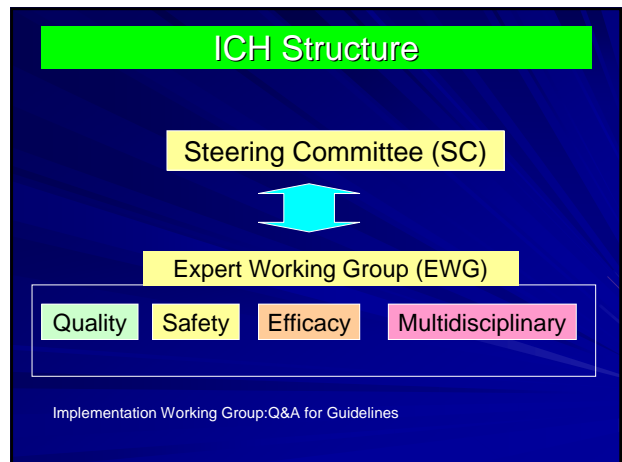 ICH Structure
Steering Committee (SC)
Expert Working Group (EWG)
Quality Safety Efficacy Multidisciplinary
Implementation Working Group:Q&A for Guidelines